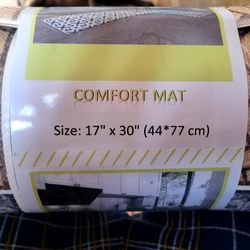 COMFORT MAT
Size: 17" x 30" (44*77 cm)